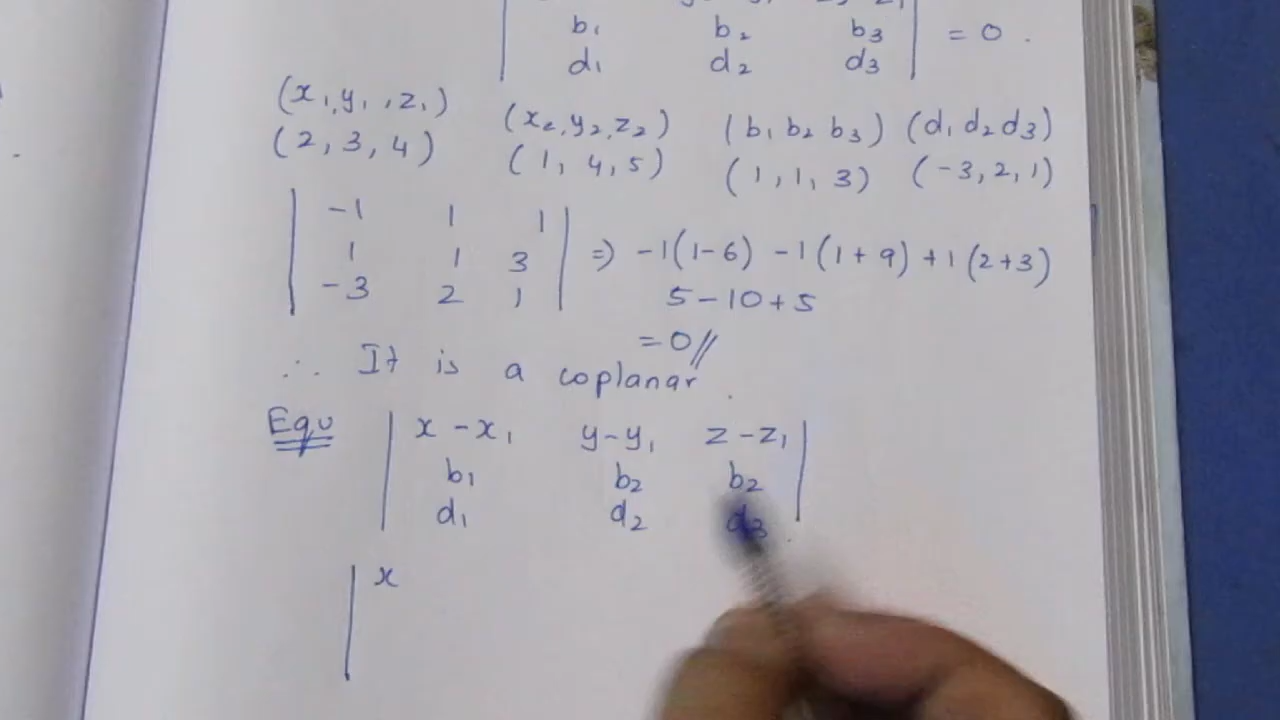 b₁ b₂ b₃ = 0 .
d₁ d₂ d₃
(x₁, y₁, z₁) (x₂, y₂, z₂) (b₁ b₂ b₃) (d₁ d₂ d₃)
(2, 3, 4) (1, 4, 5) (1, 1, 3) (-3, 2, 1)
-1 1 1
1 1 3 ⇒ -1(1-6) -1(1+9) +1(2+3)
-3 2 1 5-10+5
=0//
∴ It is a coplanar .
Equ x-x₁ y-y₁ z-z₁
b₁ b₂ b₂
d₁ d₂ d₃
x